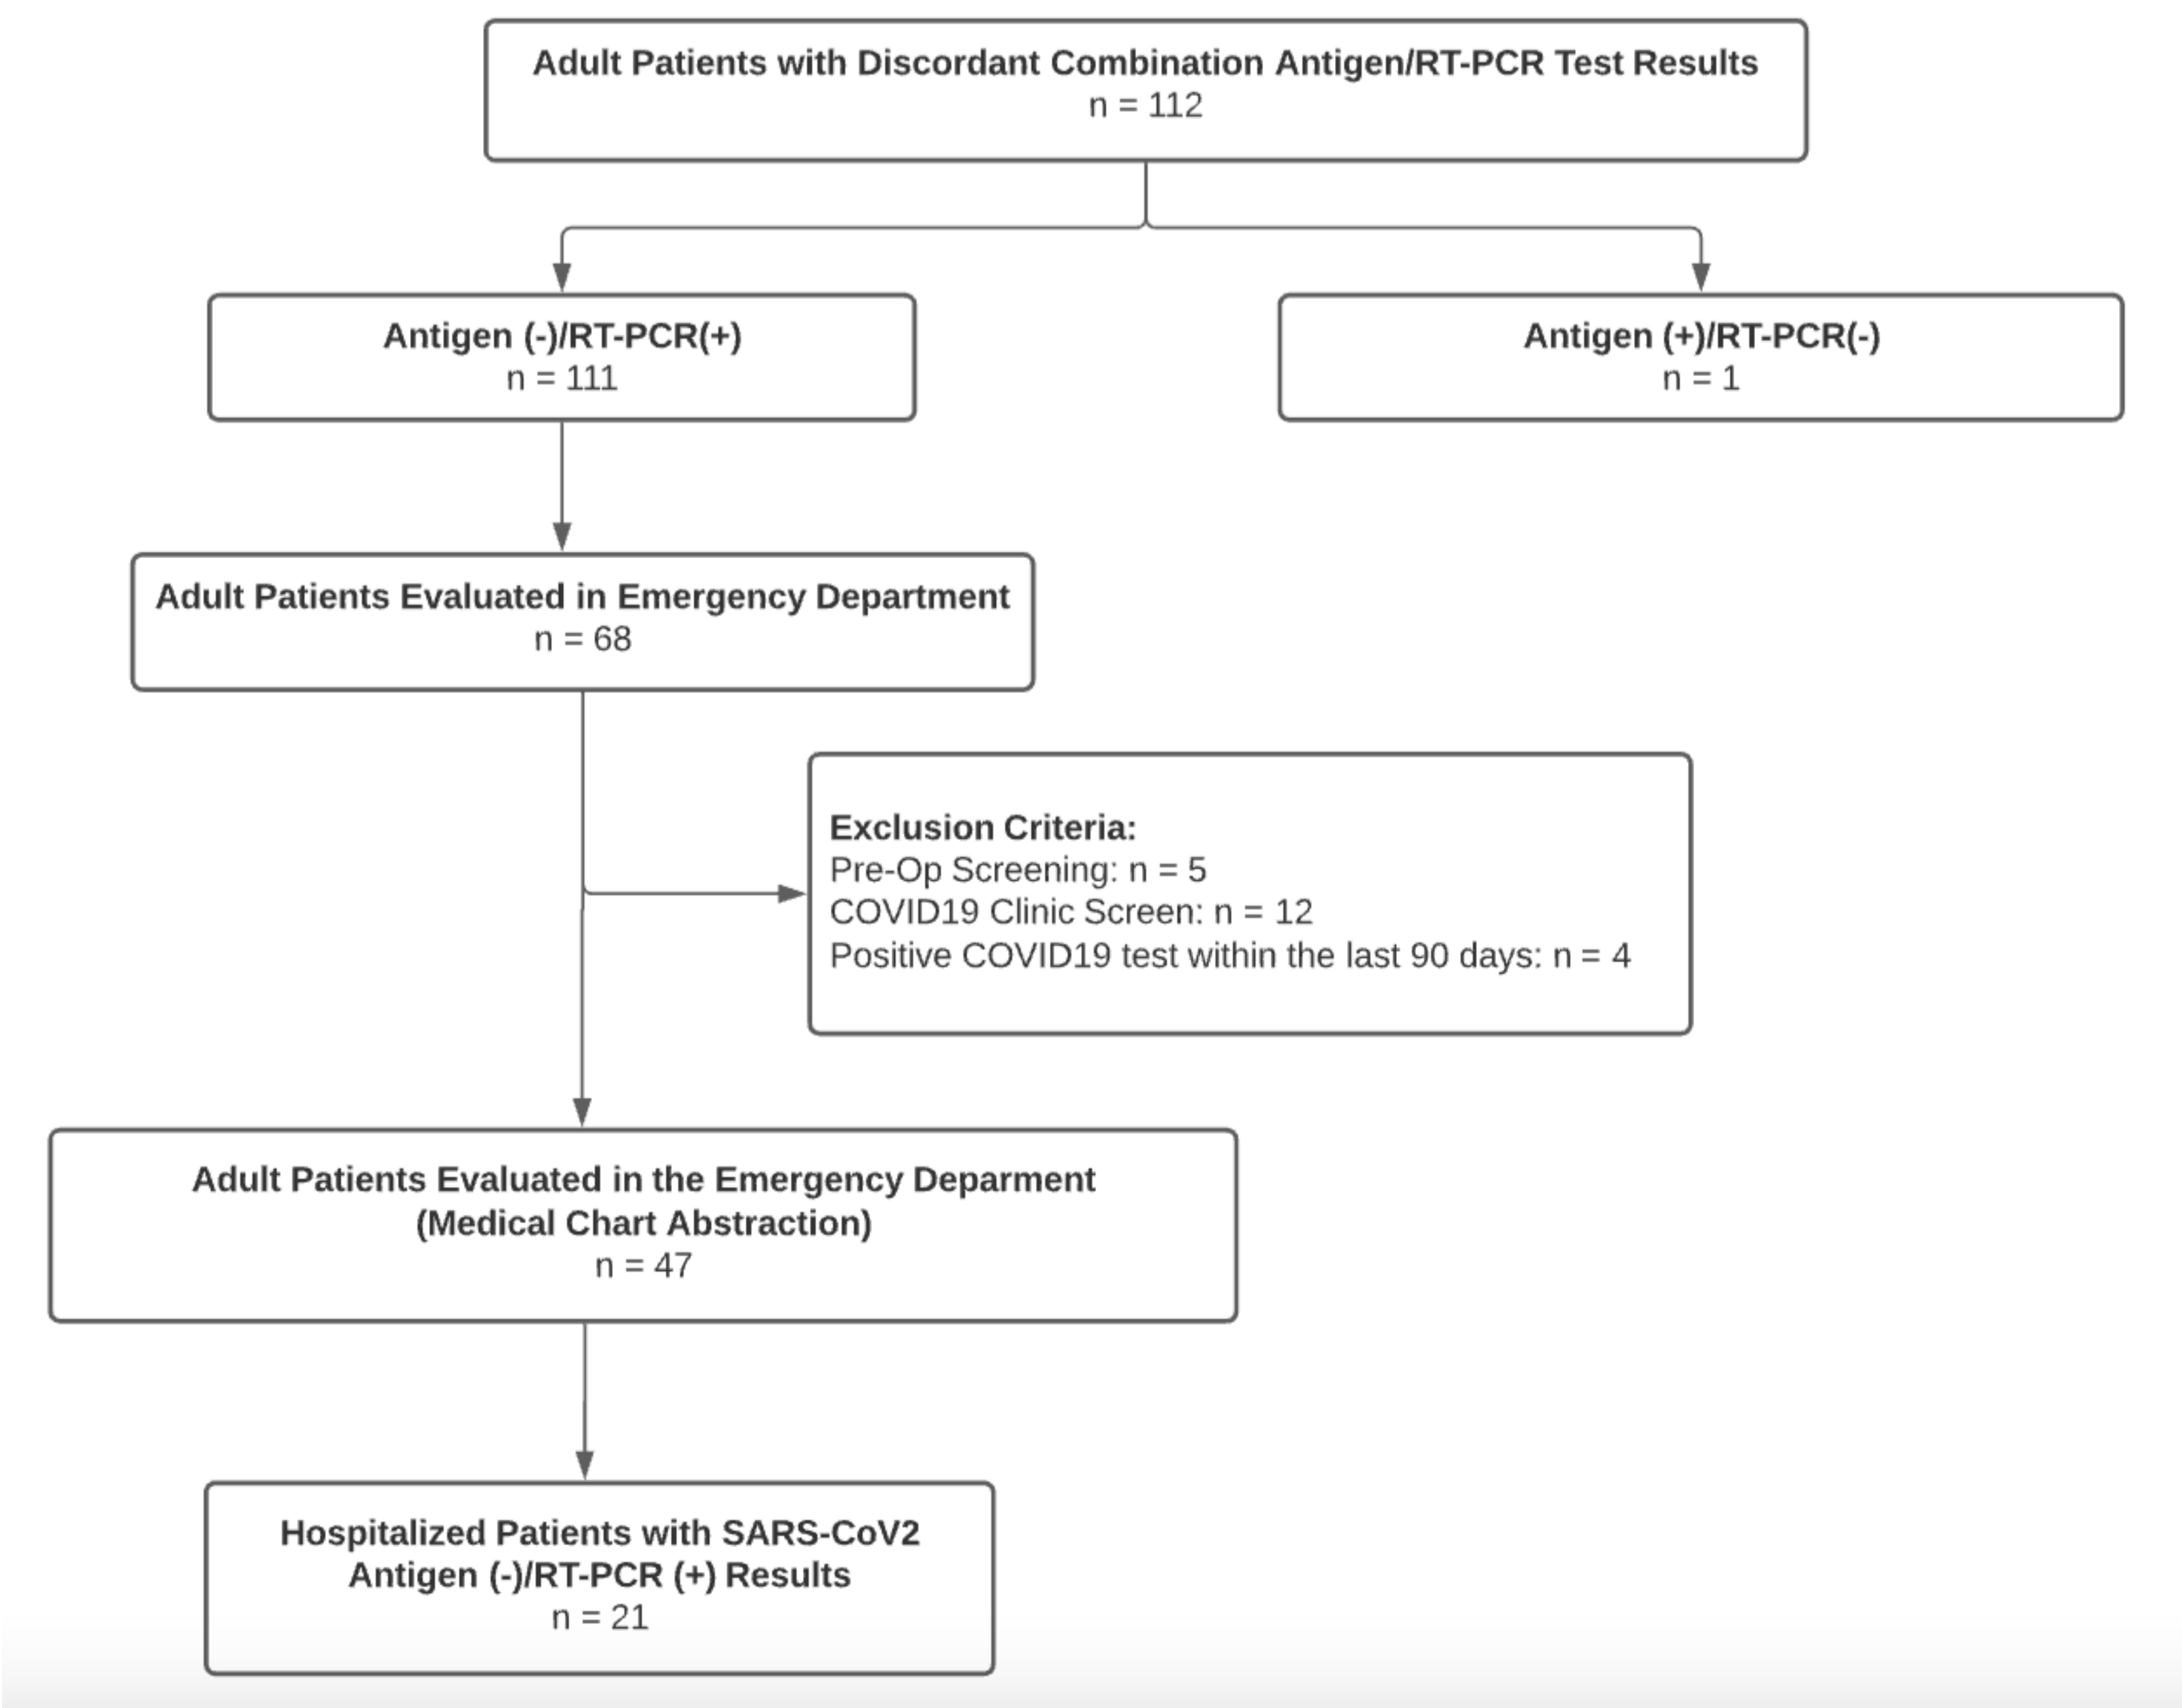 Adult Patients with Discordant Combination Antigen/RT-PCR Test Results
n = 112
Antigen (-)/RT-PCR(+)
n = 111
Antigen (+)/RT-PCR(-)
n = 1
Adult Patients Evaluated in Emergency Department
n = 68
Exclusion Criteria:
Pre-Op Screening: n = 5
COVID19 Clinic Screen: n = 12
Positive COVID19 test within the last 90 days: n = 4
Adult Patients Evaluated in the Emergency Deparment
(Medical Chart Abstraction)
n = 47
Hospitalized Patients with SARS-CoV2
Antigen (-)/RT-PCR (+) Results
n = 21